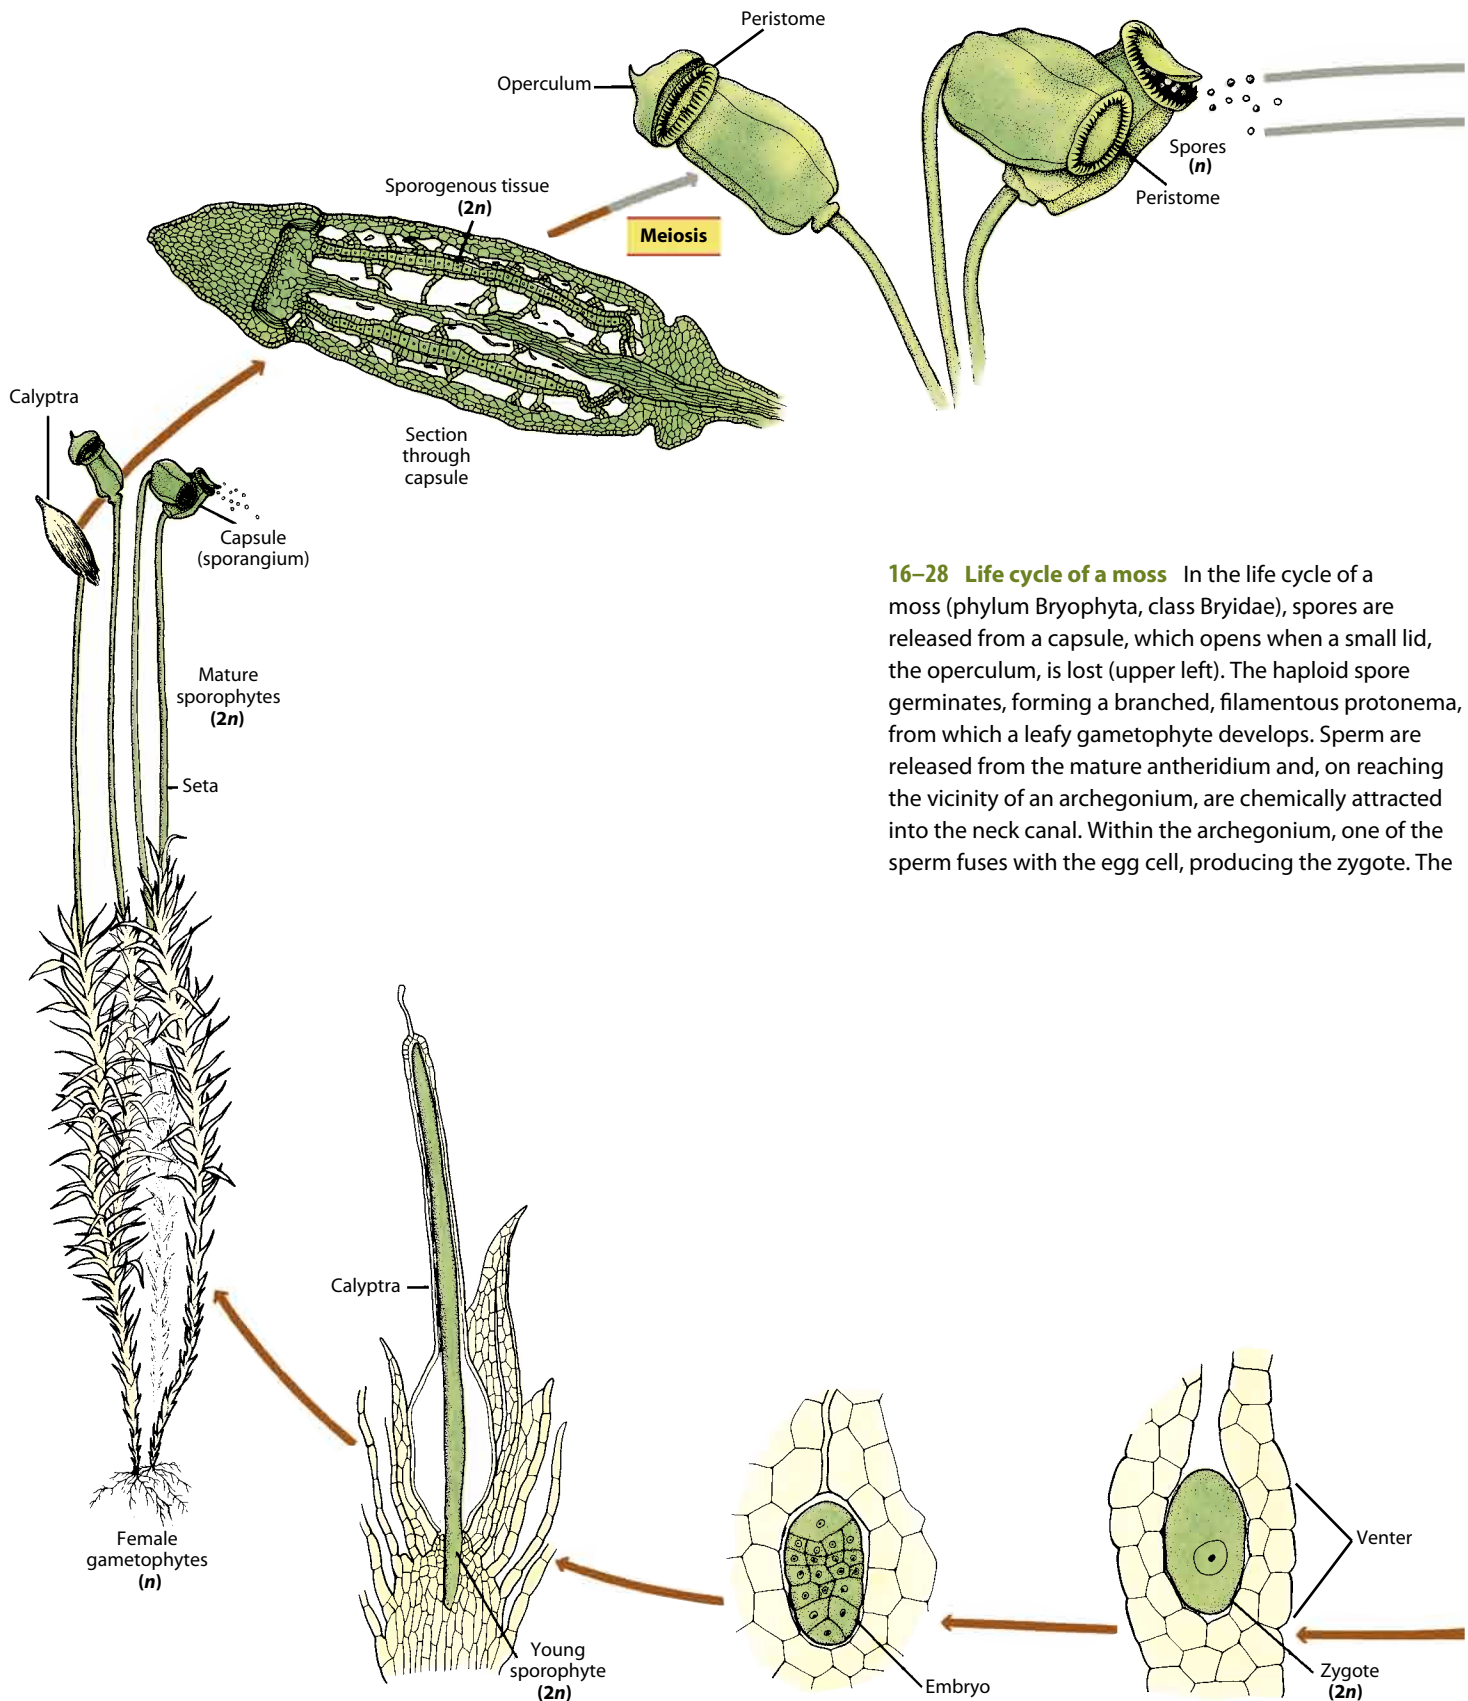 Peristome
Operculum
Spores
(n)
Peristome
Sporogenous tissue
(2n)
Meiosis
Calyptra
Section
through
capsule
Capsule
(sporangium)
16–28 Life cycle of a moss In the life cycle of a
moss (phylum Bryophyta, class Bryidae), spores are
released from a capsule, which opens when a small lid,
the operculum, is lost (upper left). The haploid spore
germinates, forming a branched, filamentous protonema,
from which a leafy gametophyte develops. Sperm are
released from the mature antheridium and, on reaching
the vicinity of an archegonium, are chemically attracted
into the neck canal. Within the archegonium, one of the
sperm fuses with the egg cell, producing the zygote. The
Mature
sporophytes
(2n)
Seta
Calyptra
Female
gametophytes
(n)
Venter
Young
sporophyte
(2n)
Embryo
Zygote
(2n)